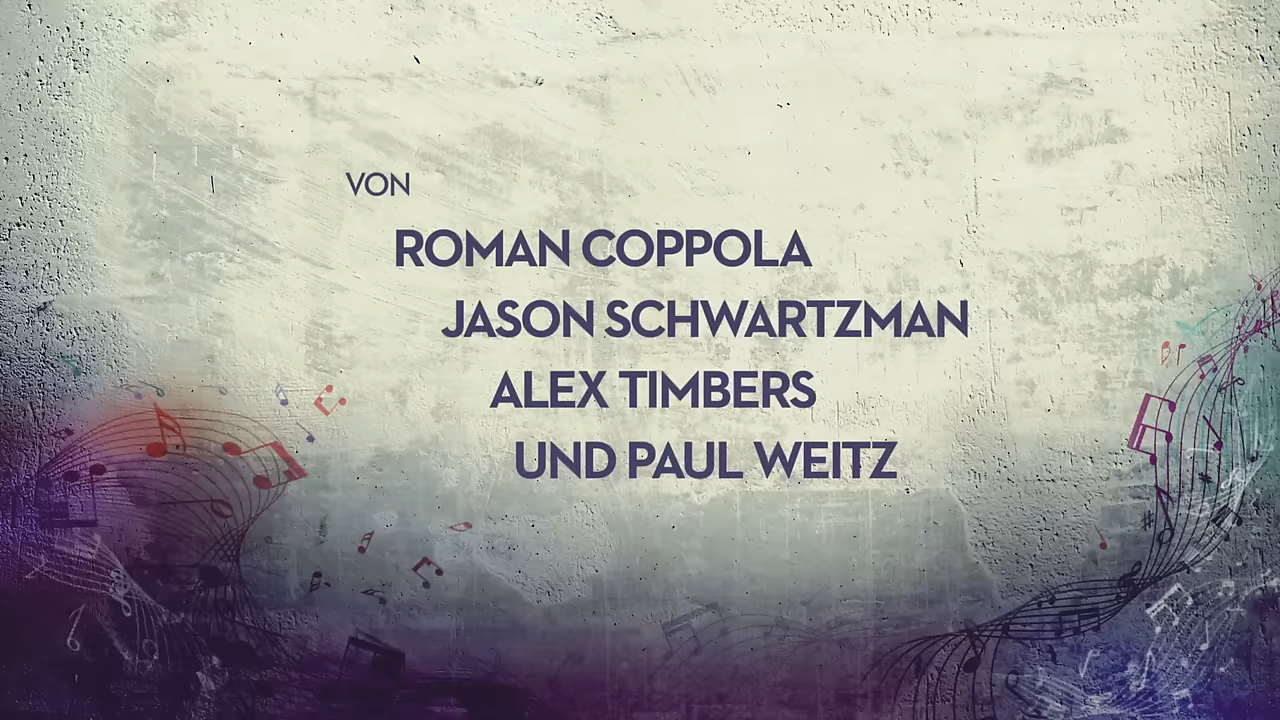 VON
ROMAN COPPOLA
JASON SCHWARTZMAN
ALEX TIMBERS
UND PAUL WEITZ